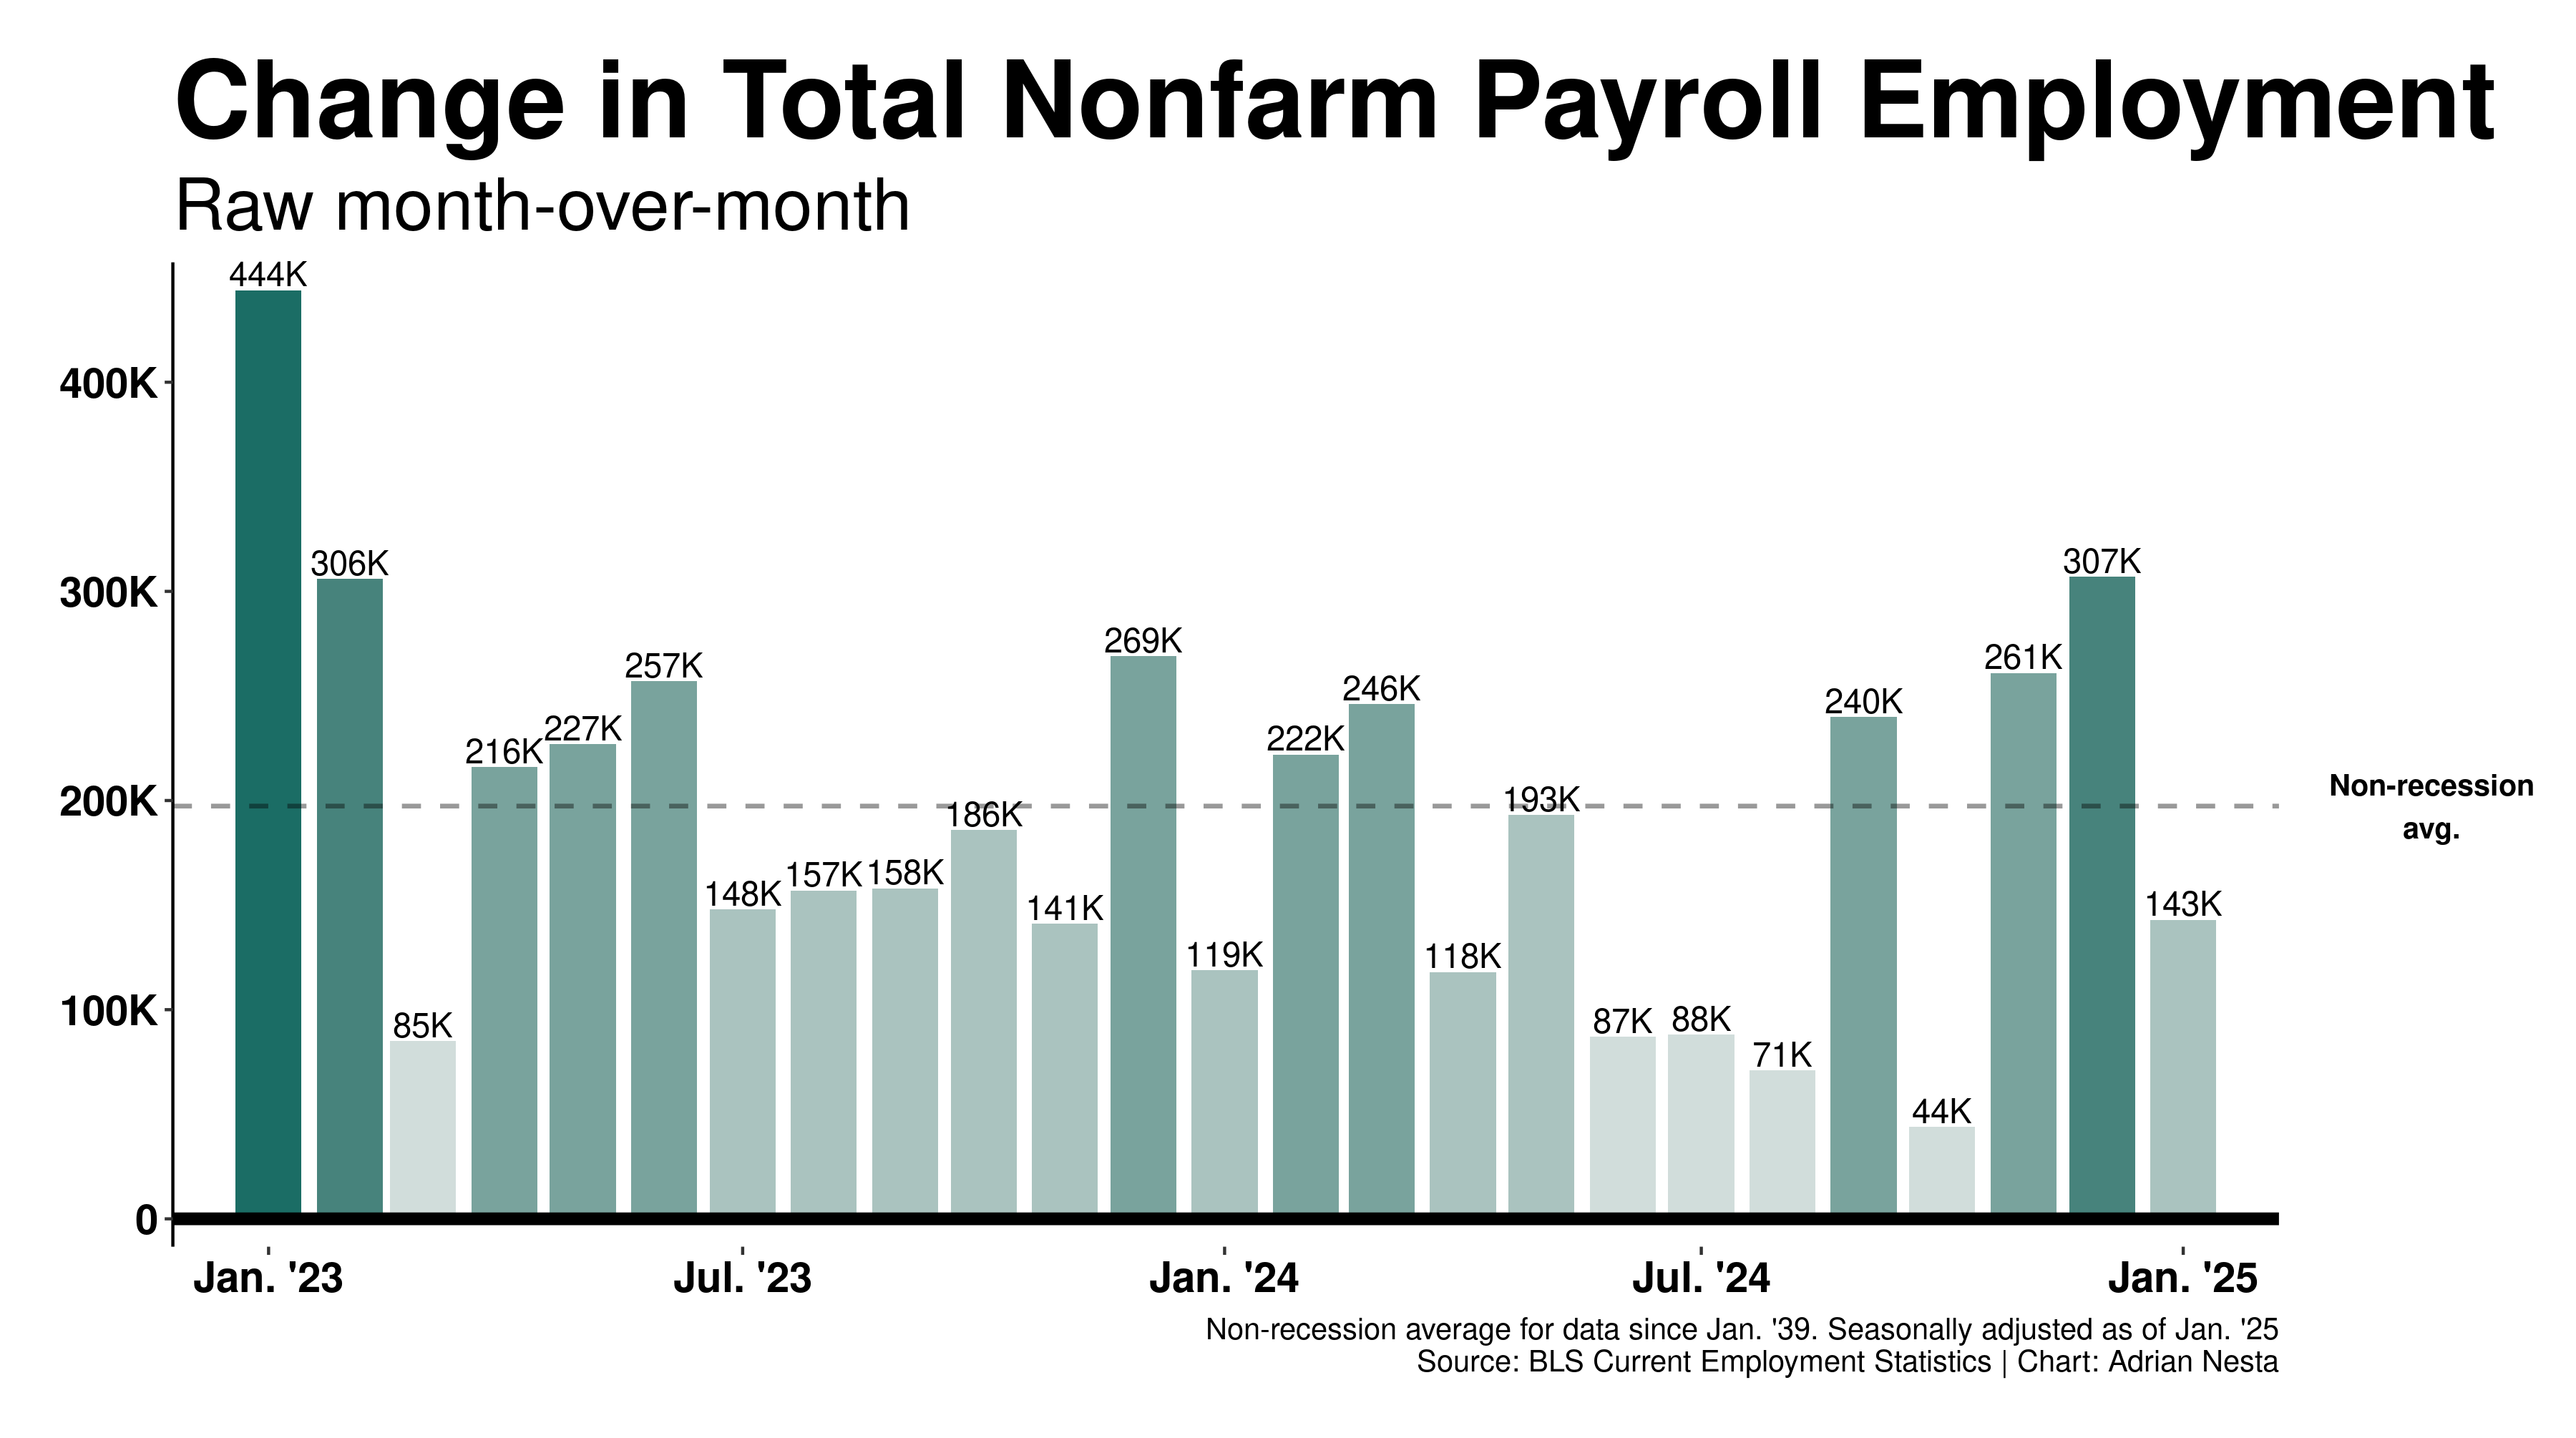 Change in Total Nonfarm Payroll Employment
Raw month-over-month
444K
306K
85K
216K
227K
257K
148K
157K
158K
186K
141K
269K
119K
222K
246K
118K
193K
87K
88K
71K
240K
44K
261K
307K
143K
400K
300K
200K
100K
0
Non-recession
avg.
Jan. '23
Jul. '23
Jan. '24
Jul. '24
Jan. '25
Non-recession average for data since Jan. '39. Seasonally adjusted as of Jan. '25
Source: BLS Current Employment Statistics | Chart: Adrian Nesta